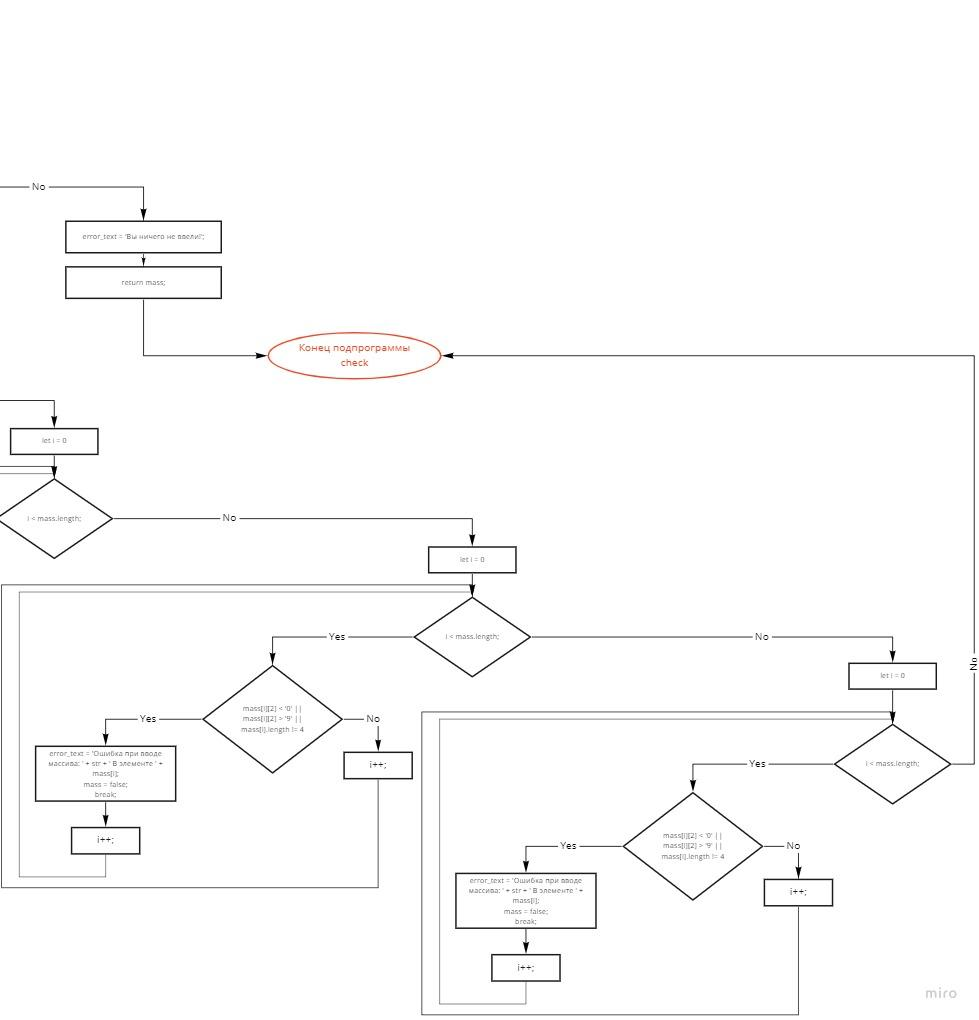 No
error_text = 'Вы ничего не ввели!';
return mass;
Конец подпрограммы
check
let i = 0
i < mass.length;
No
let i = 0
i < mass.length;
Yes
No
No
let i = 0
mass[i][2] < '0' ||
mass[i][2] > '9' ||
mass[i].length != 4
Yes
No
error_text = 'Ошибка при вводе
массива: ' + str + ' В элементе ' +
mass[i];
mass = false;
break;
i++;
i++;
i < mass.length;
Yes
mass[i][2] < '0' ||
mass[i][2] > '9' ||
mass[i].length != 4
Yes
No
error_text = 'Ошибка при вводе
массива: ' + str + ' В элементе ' +
mass[i];
mass = false;
break;
i++;
i++;
miro